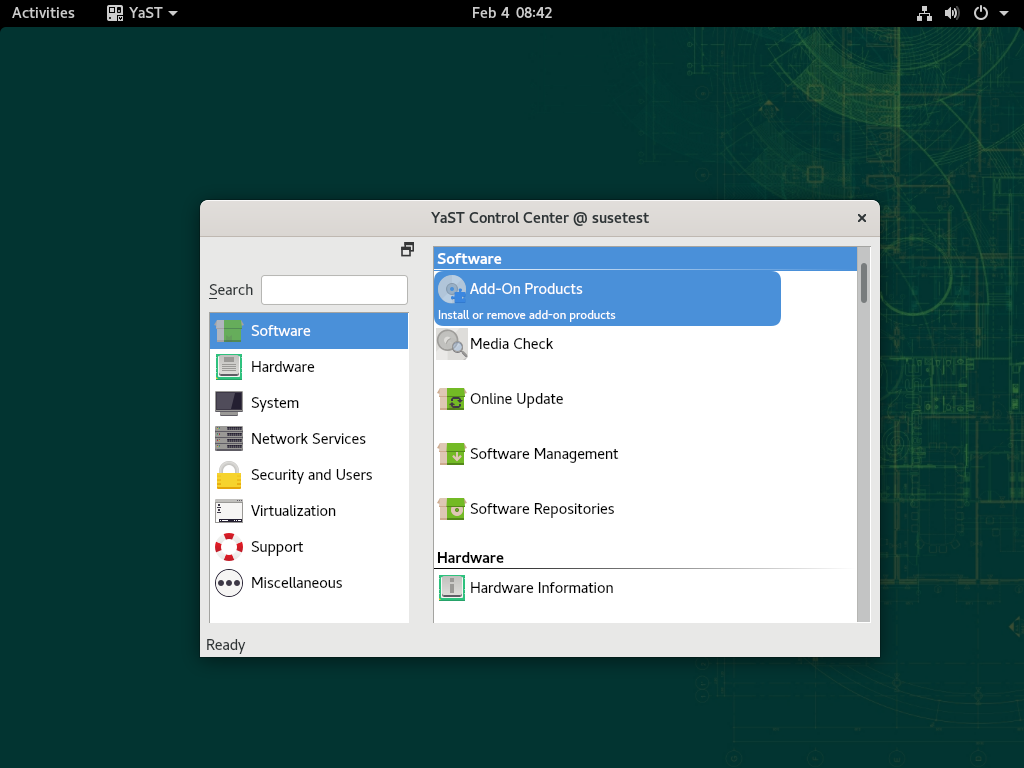 Activities
YaST
Feb 4 08:42
YaST Control Center @ susetest
Search
Software
Hardware
System
Network Services
Security and Users
Virtualization
Support
Miscellaneous
Software
Add-On Products
Install or remove add-on products
Media Check
Online Update
Software Management
Software Repositories
Hardware
Hardware Information
Ready